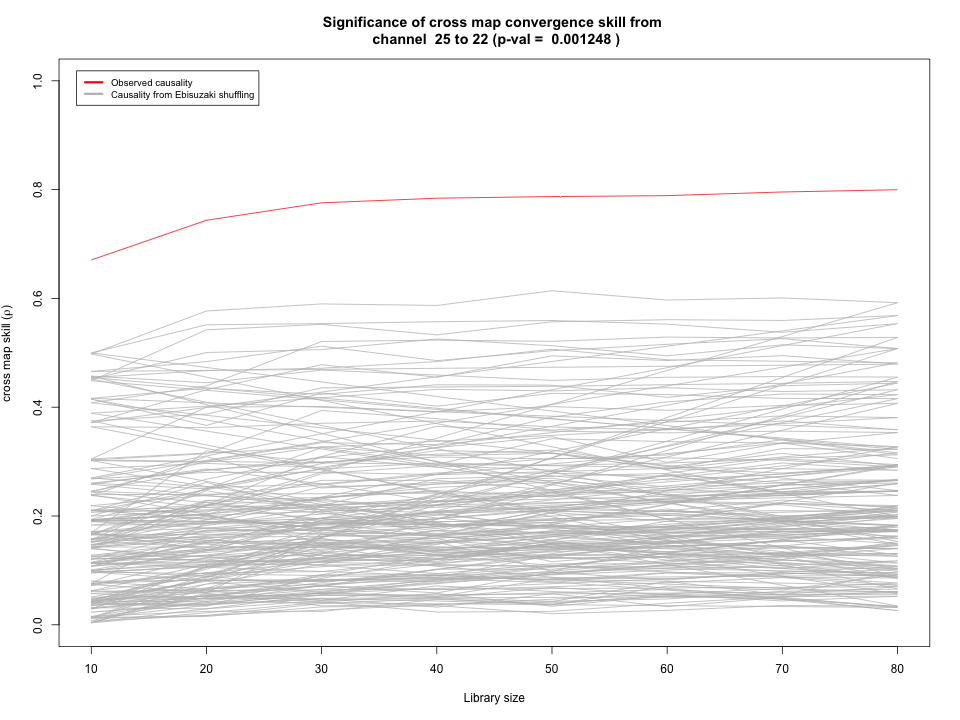 Significance of cross map convergence skill from
channel  25 to 22 (p-val =  0.001248 )
Observed causality
Causality from Ebisuzaki shuffling
cross map skill (ρ)
1.0
0.8
0.6
0.4
0.2
0.0
10 20 30 40 50 60 70 80
Library size